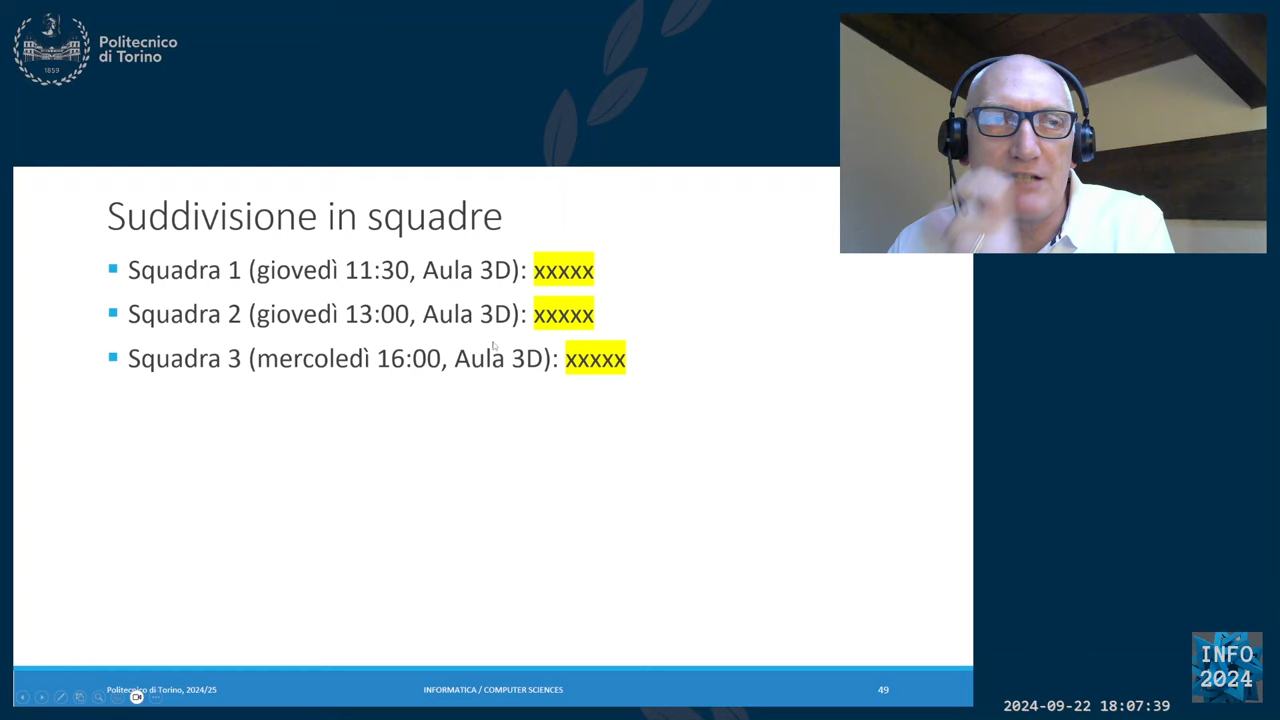 Politecnico
di Torino
1859
Suddivisione in squadre
Squadra 1 (giovedì 11:30, Aula 3D): xxxxx
Squadra 2 (giovedì 13:00, Aula 3D): xxxxx
Squadra 3 (mercoledì 16:00, Aula 3D): xxxxx
Politecnico di Torino, 2024/25
INFORMATICA / COMPUTER SCIENCES
49
INFO
2024
2024-09-22 18:07:39